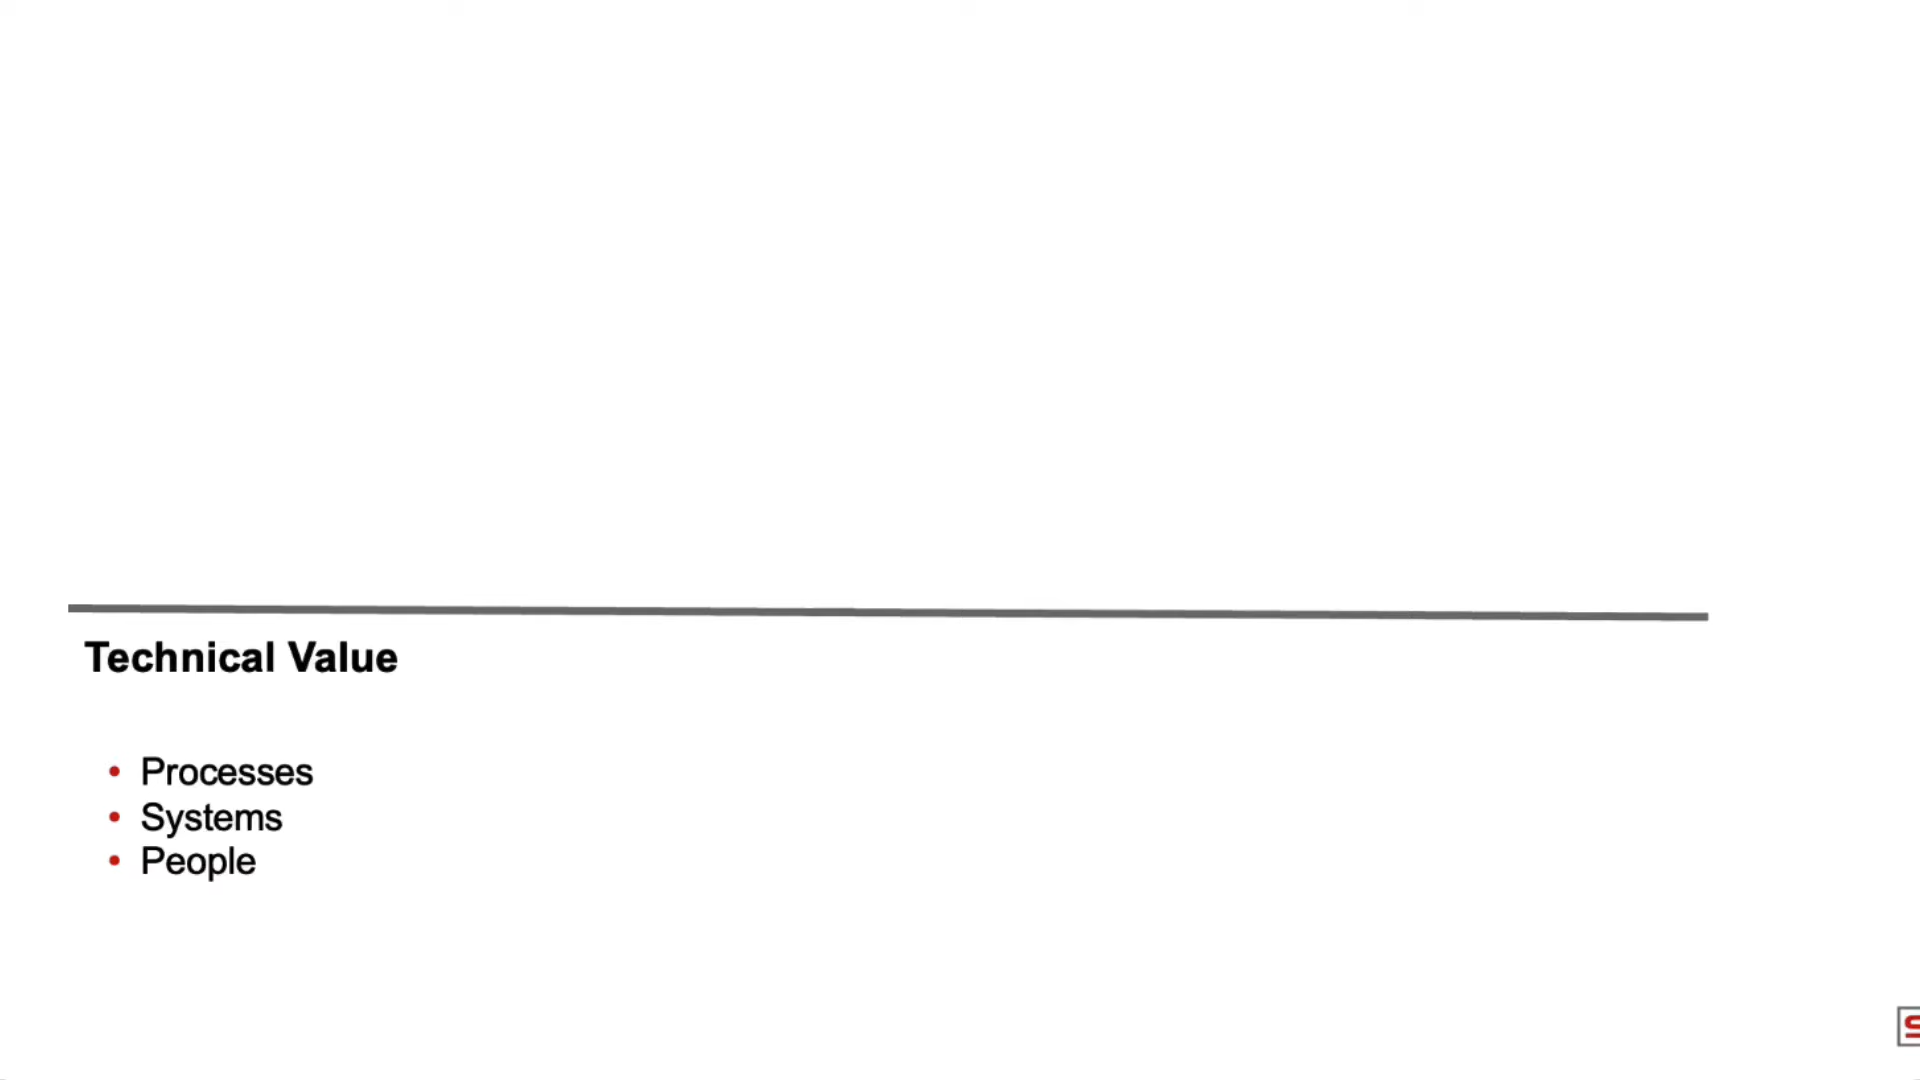 Technical Value
• Processes
• Systems
• People